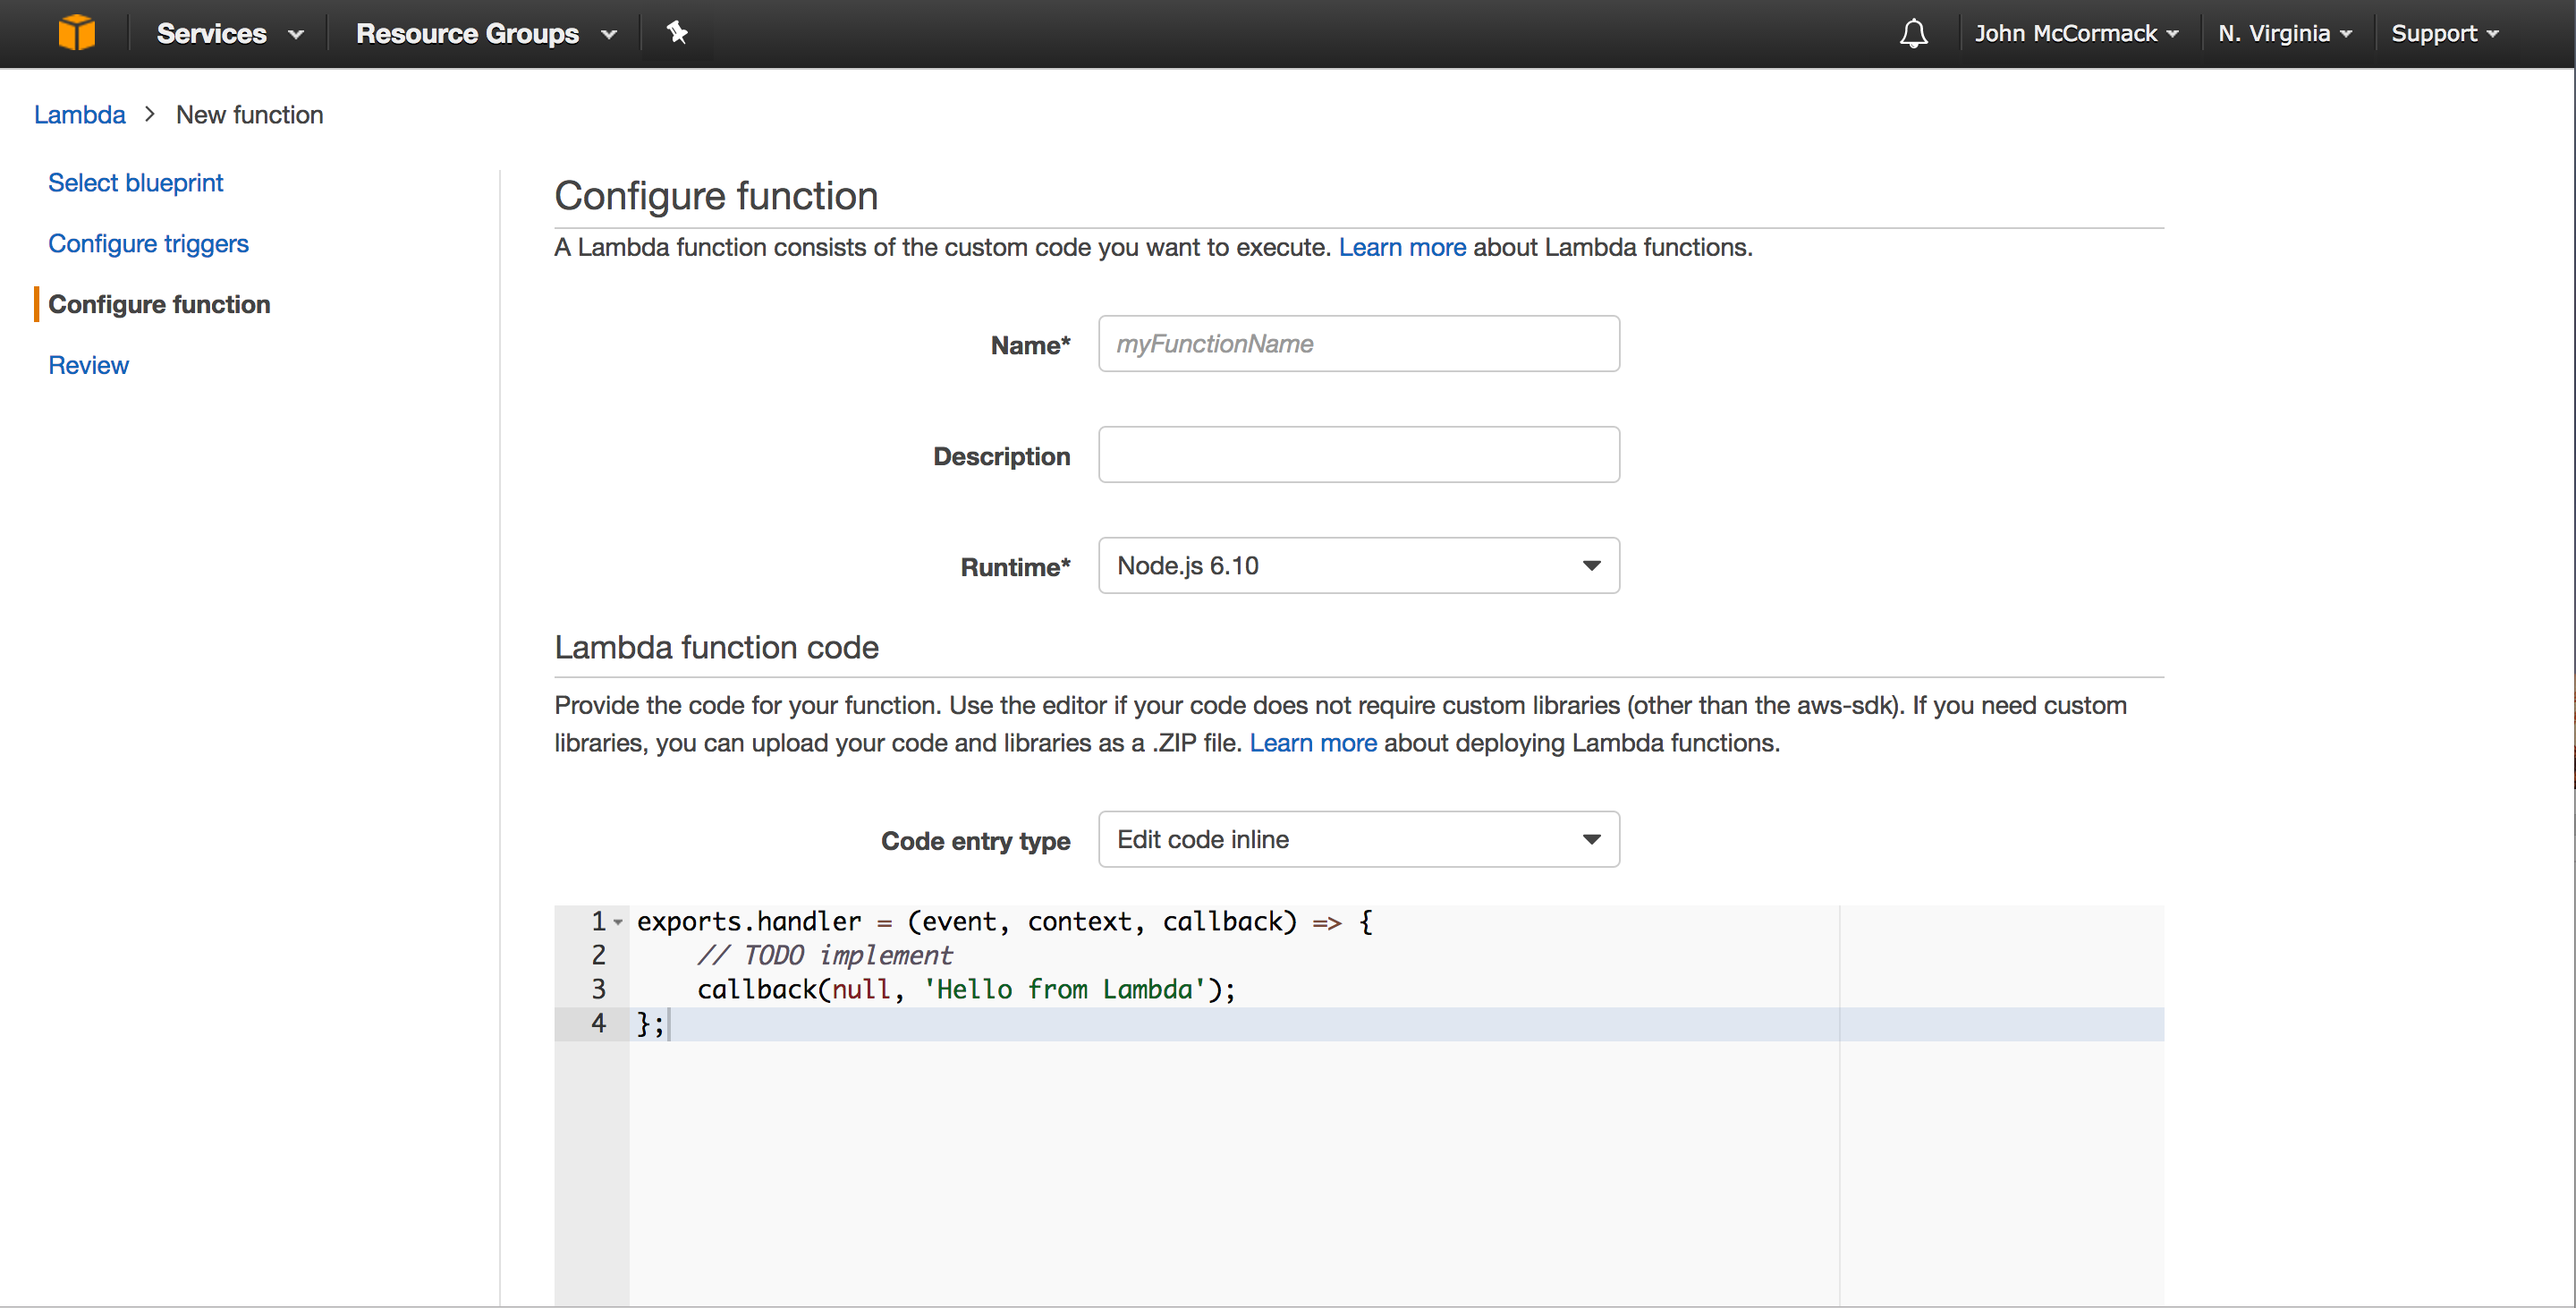 Services
Resource Groups
John McCormack
N. Virginia
Support
Lambda > New function
Select blueprint
Configure triggers
Configure function
Review
Configure function
A Lambda function consists of the custom code you want to execute. Learn more about Lambda functions.
Name* myFunctionName
Description
Runtime* Node.js 6.10
Lambda function code
Provide the code for your function. Use the editor if your code does not require custom libraries (other than the aws-sdk). If you need custom
libraries, you can upload your code and libraries as a .ZIP file. Learn more about deploying Lambda functions.
Code entry type Edit code inline
1 exports.handler = (event, context, callback) => {
2     // TODO implement
3     callback(null, 'Hello from Lambda');
4 };